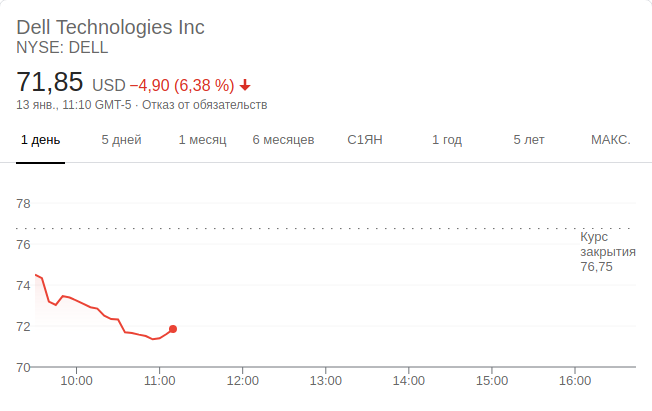 Dell Technologies Inc
NYSE: DELL
71,85 USD −4,90 (6,38 %)
13 янв., 11:10 GMT-5 · Отказ от обязательств
1 день 5 дней 1 месяц 6 месяцев С1ЯН 1 год 5 лет МАКС.
78
76
74
72
70
Курс
закрытия
76,75
10:00 11:00 12:00 13:00 14:00 15:00 16:00